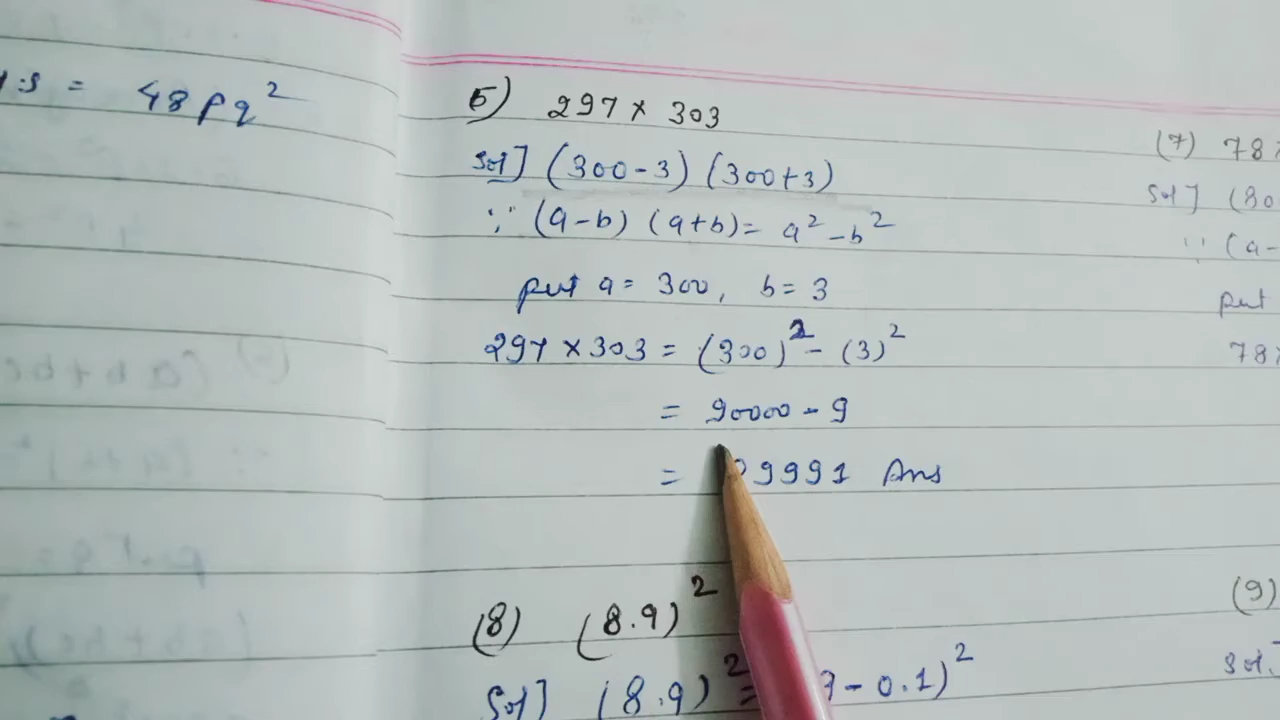 .s = 48pq²
5) 297 × 303
Sol] (300-3) (300+3)
∵ (a-b) (a+b) = a² - b²
put a = 300, b = 3
297 × 303 = (300)² - (3)²
= 90000 - 9
= 9991 Ans
(8) (8.9)²
Sol] (8.9)² = - 0.1)²
(7) 78×
Sol] (80
∵ (a-
put
78×
(9)
Sol.